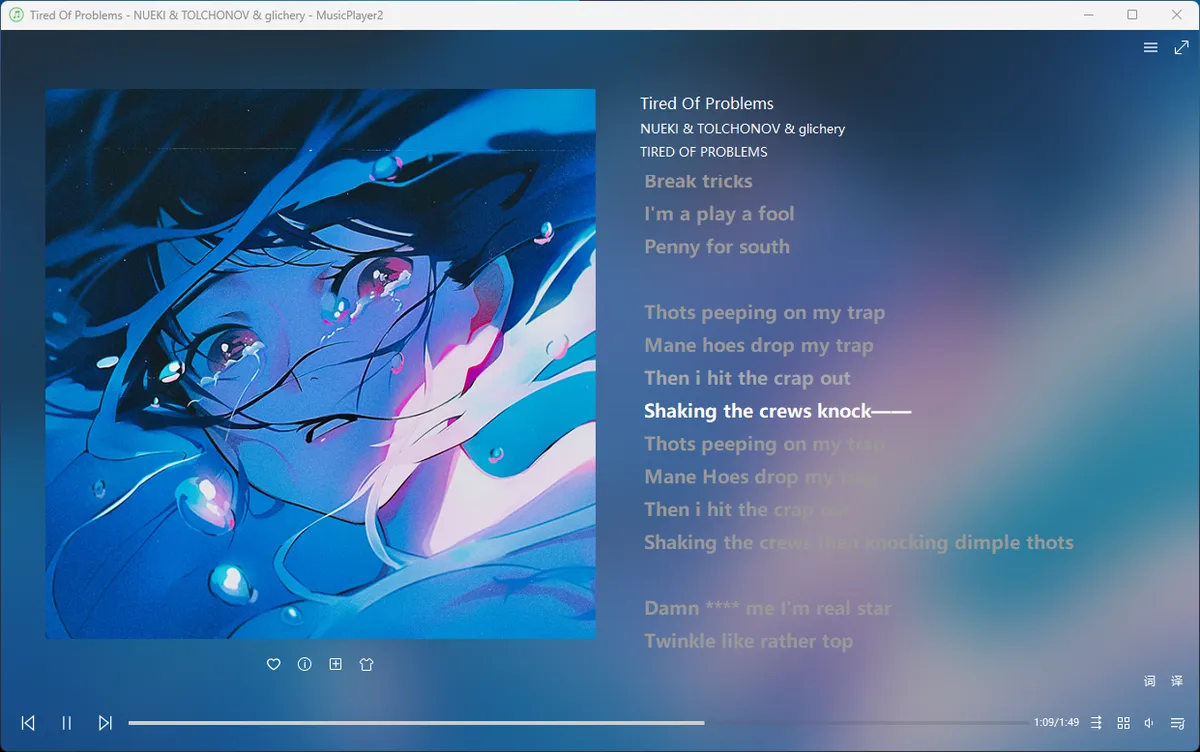 Tired Of Problems - NUEKI & TOLCHONOV & glichery - MusicPlayer2
Tired Of Problems
NUEKI & TOLCHONOV & glichery
TIRED OF PROBLEMS
Break tricks
I'm a play a fool
Penny for south
Thots peeping on my trap
Mane hoes drop my trap
Then i hit the crap out
Shaking the crews knock——
Thots peeping on my trap
Mane Hoes drop my trap
Then i hit the crap out
Shaking the crews then knocking dimple thots
Damn **** me I'm real star
Twinkle like rather top
词 译
1:09/1:49